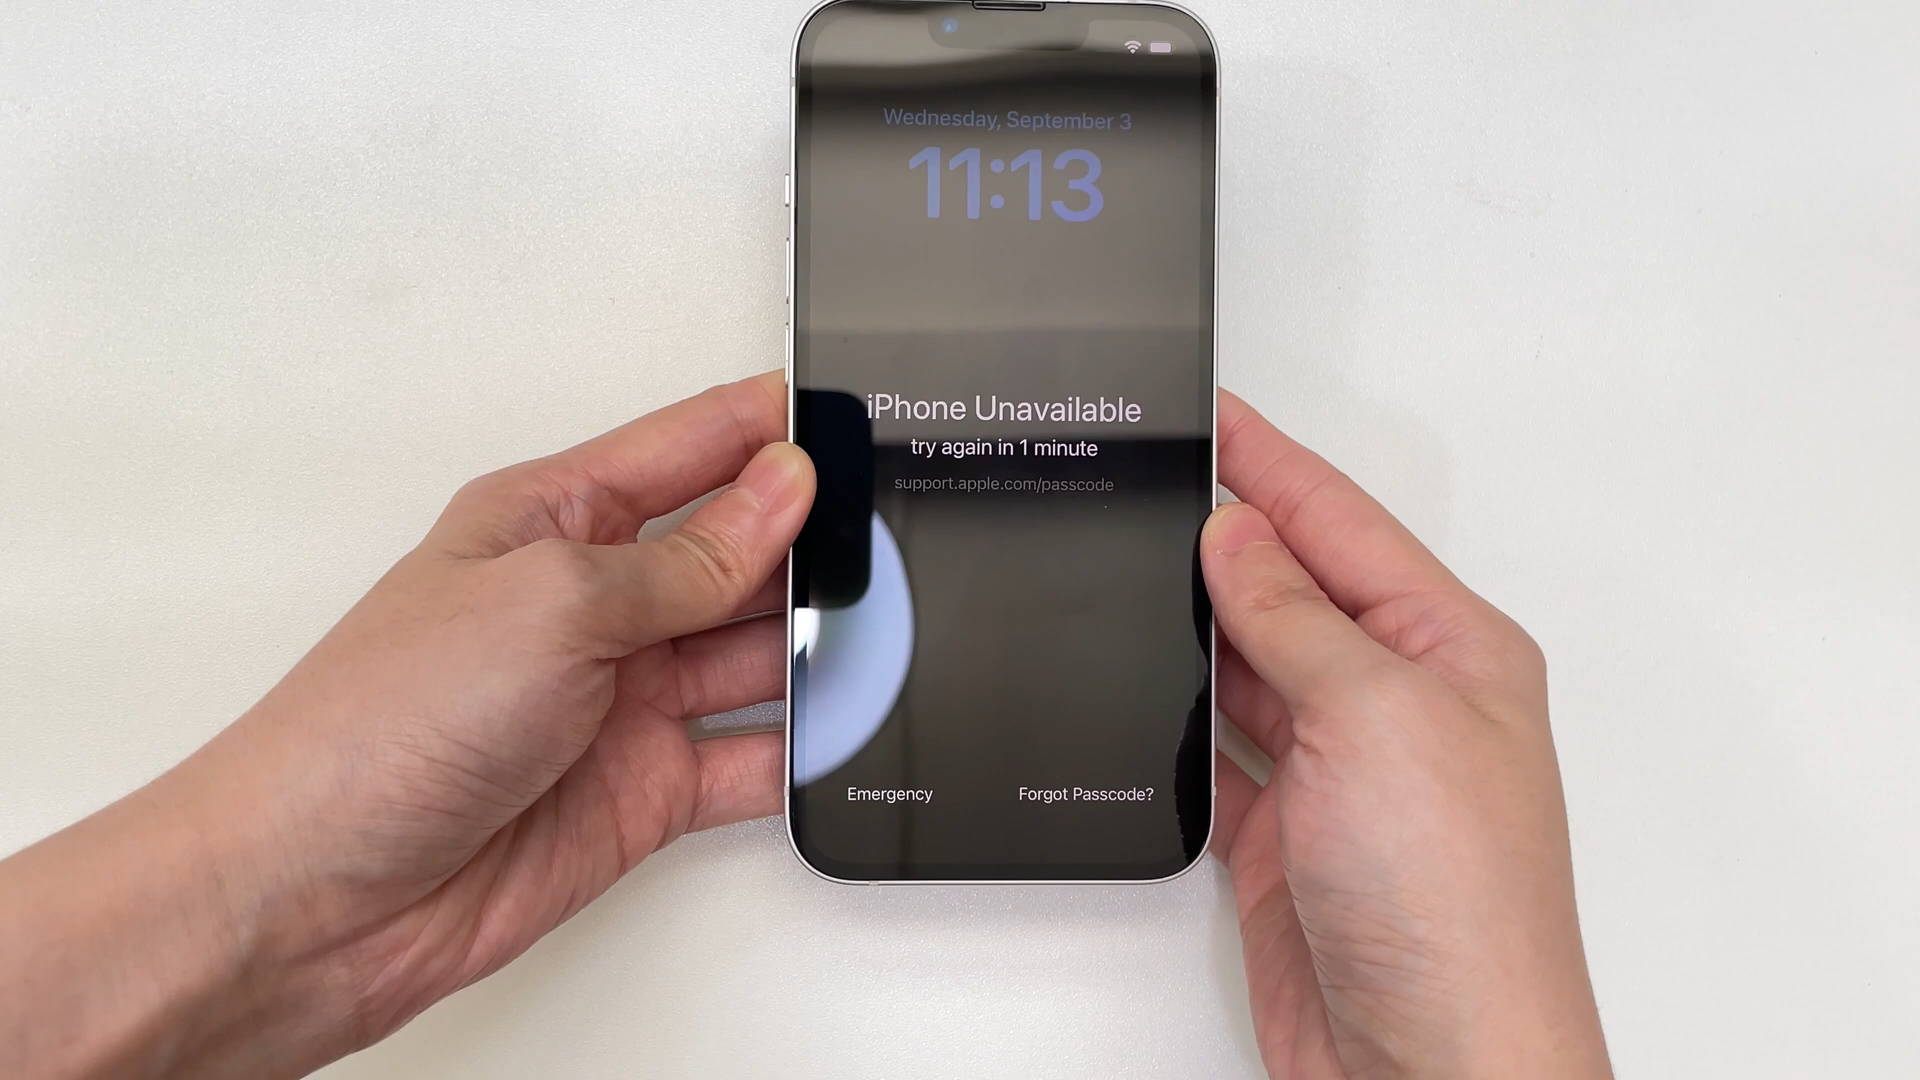 Wednesday, September 3
11:13
iPhone Unavailable
try again in 1 minute
support.apple.com/passcode
Emergency
Forgot Passcode?